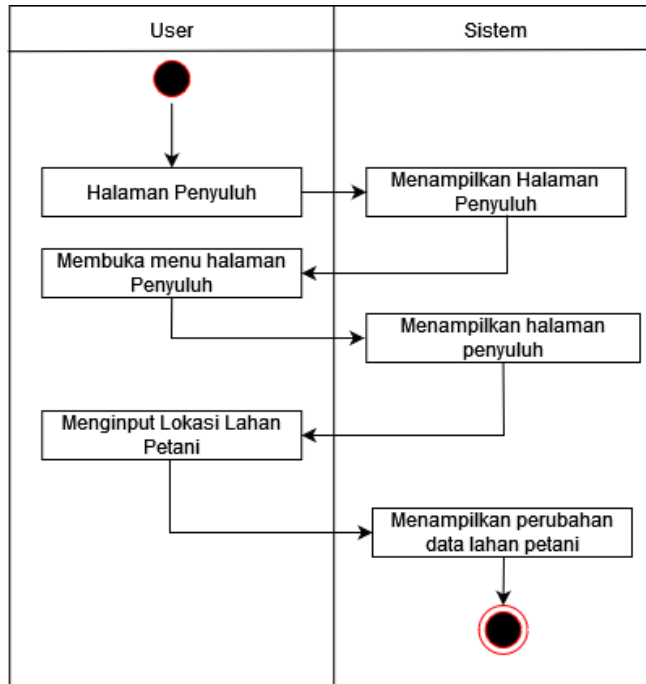 User
Sistem
Halaman Penyuluh
Menampilkan Halaman
Penyuluh
Membuka menu halaman
Penyuluh
Menampilkan halaman
penyuluh
Menginput Lokasi Lahan
Petani
Menampilkan perubahan
data lahan petani